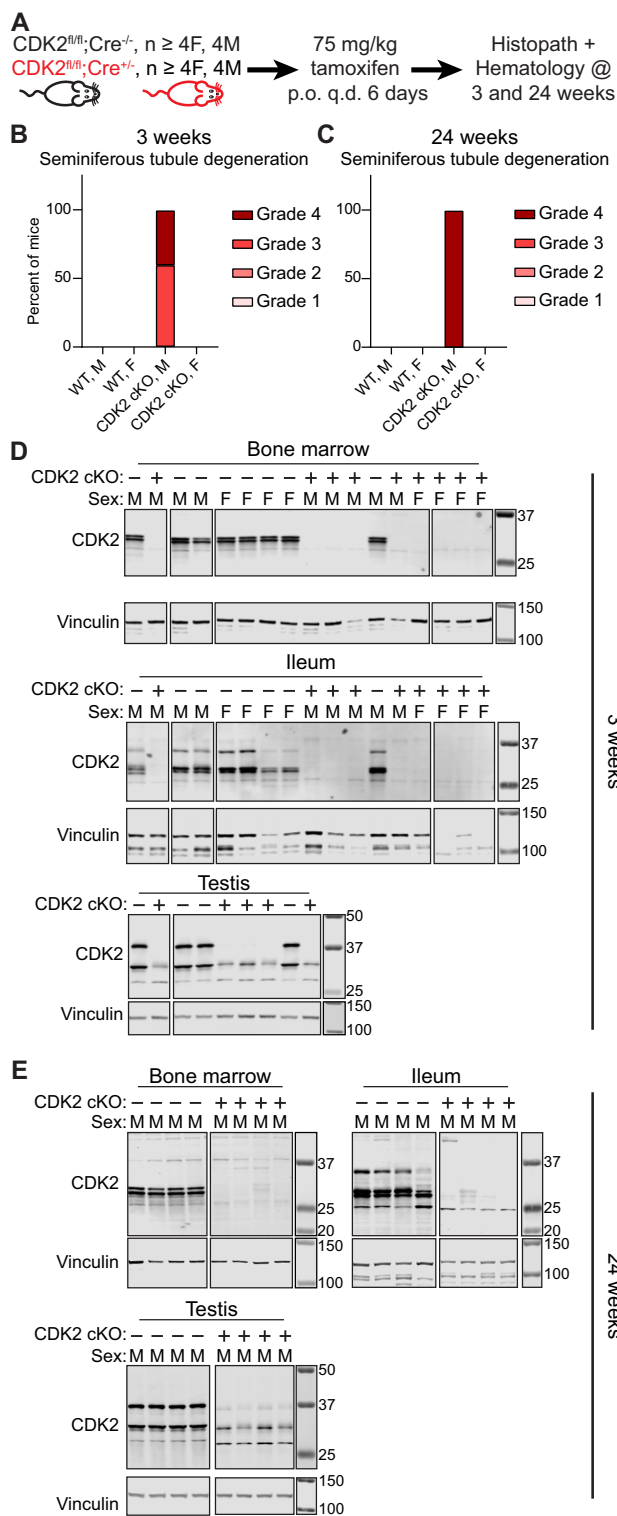 A
CDK2fl/fl;Cre-/-, n ≥ 4F, 4M
CDK2fl/fl;Cre+/-, n ≥ 4F, 4M
75 mg/kg
tamoxifen
p.o. q.d. 6 days
Histopath +
Hematology @
3 and 24 weeks
B
3 weeks
Seminiferous tubule degeneration
Percent of mice
100
50
0
Grade 4
Grade 3
Grade 2
Grade 1
WT, M
WT, F
CDK2 cKO, M
CDK2 cKO, F
C
24 weeks
Seminiferous tubule degeneration
100
50
0
Grade 4
Grade 3
Grade 2
Grade 1
WT, M
WT, F
CDK2 cKO, M
CDK2 cKO, F
D
Bone marrow
CDK2 cKO: – + – – – – – – + + + – + + + + +
Sex: M M M M F F F F M M M M M F F F F
CDK2
37
25
Vinculin
150
100
Ileum
CDK2 cKO: – + – – – – – – + + + – + + + + +
Sex: M M M M F F F F M M M M M F F F F
CDK2
37
25
Vinculin
150
100
Testis
CDK2 cKO: – + – – + + + – +
CDK2
50
37
25
Vinculin
150
100
3 weeks
E
Bone marrow
CDK2 cKO: – – – – + + + +
Sex: M M M M M M M M
CDK2
37
25
20
Vinculin
150
100
Ileum
– – – – + + + +
M M M M M M M M
37
25
20
150
100
Testis
CDK2 cKO: – – – – + + + +
Sex: M M M M M M M M
CDK2
50
37
25
Vinculin
150
100
24 weeks